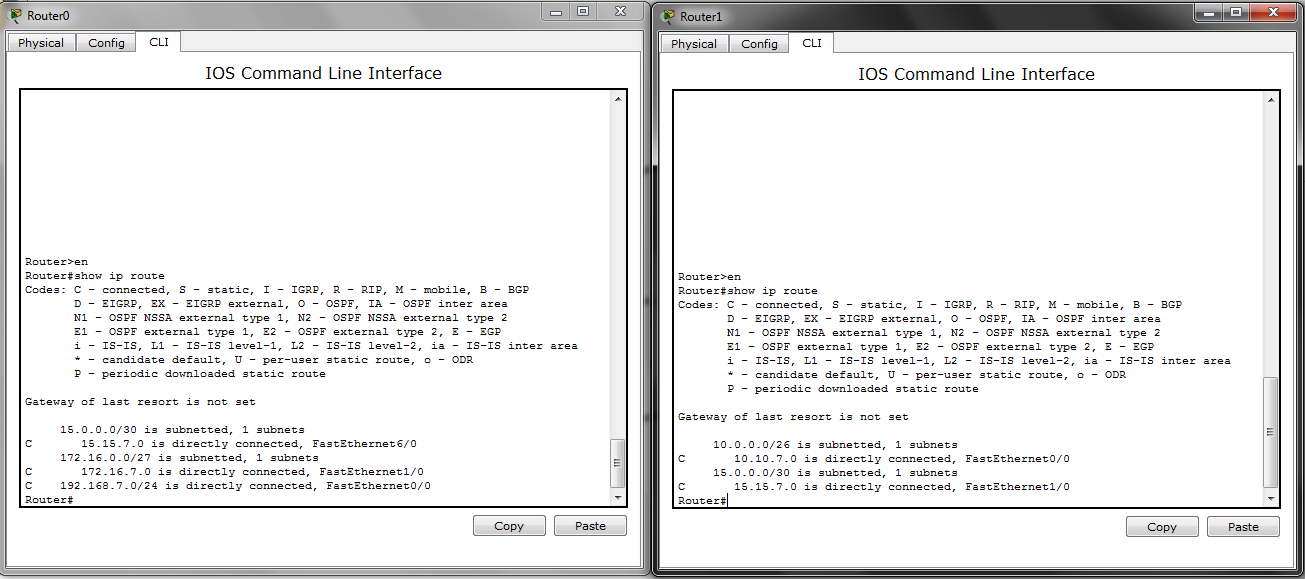 Router0
Physical Config CLI
IOS Command Line Interface
Router>en
Router#show ip route
Codes: C - connected, S - static, I - IGRP, R - RIP, M - mobile, B - BGP
D - EIGRP, EX - EIGRP external, O - OSPF, IA - OSPF inter area
N1 - OSPF NSSA external type 1, N2 - OSPF NSSA external type 2
E1 - OSPF external type 1, E2 - OSPF external type 2, E - EGP
i - IS-IS, L1 - IS-IS level-1, L2 - IS-IS level-2, ia - IS-IS inter area
* - candidate default, U - per-user static route, o - ODR
P - periodic downloaded static route
Gateway of last resort is not set
15.0.0.0/30 is subnetted, 1 subnets
C 15.15.7.0 is directly connected, FastEthernet6/0
172.16.0.0/27 is subnetted, 1 subnets
C 172.16.7.0 is directly connected, FastEthernet1/0
C 192.168.7.0/24 is directly connected, FastEthernet0/0
Router#
Copy Paste
Router1
Physical Config CLI
IOS Command Line Interface
Router>en
Router#show ip route
Codes: C - connected, S - static, I - IGRP, R - RIP, M - mobile, B - BGP
D - EIGRP, EX - EIGRP external, O - OSPF, IA - OSPF inter area
N1 - OSPF NSSA external type 1, N2 - OSPF NSSA external type 2
E1 - OSPF external type 1, E2 - OSPF external type 2, E - EGP
i - IS-IS, L1 - IS-IS level-1, L2 - IS-IS level-2, ia - IS-IS inter area
* - candidate default, U - per-user static route, o - ODR
P - periodic downloaded static route
Gateway of last resort is not set
10.0.0.0/26 is subnetted, 1 subnets
C 10.10.7.0 is directly connected, FastEthernet0/0
15.0.0.0/30 is subnetted, 1 subnets
C 15.15.7.0 is directly connected, FastEthernet1/0
Router#
Copy Paste